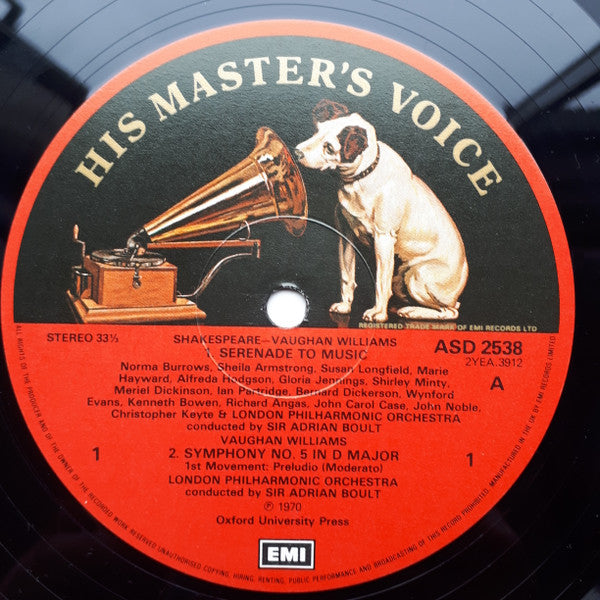 HIS MASTER'S VOICE
REGISTERED TRADE MARK OF EMI RECORDS LTD
STEREO 33⅓
SHAKESPEARE—VAUGHAN WILLIAMS
1. SERENADE TO MUSIC
ASD 2538
2YEA.3912
A
Norma Burrows, Sheila Armstrong, Susan Longfield, Marie
Hayward, Alfreda Hodgson, Gloria Jennings, Shirley Minty,
Meriel Dickinson, Ian Partridge, Bernard Dickerson, Wynford
Evans, Kenneth Bowen, Richard Angas, John Carol Case, John Noble,
Christopher Keyte & LONDON PHILHARMONIC ORCHESTRA
conducted by SIR ADRIAN BOULT
VAUGHAN WILLIAMS
1
2. SYMPHONY NO. 5 IN D MAJOR
1
1st Movement: Preludio (Moderato)
LONDON PHILHARMONIC ORCHESTRA
conducted by SIR ADRIAN BOULT
℗ 1970
Oxford University Press
EMI
ALL RIGHTS OF THE PRODUCER AND OF THE OWNER OF THE RECORDED WORK RESERVED UNAUTHORISED COPYING, HIRING, RENTING, PUBLIC PERFORMANCE AND BROADCASTING OF THIS RECORD PROHIBITED. MANUFACTURED IN THE UK BY EMI RECORDS LIMITED